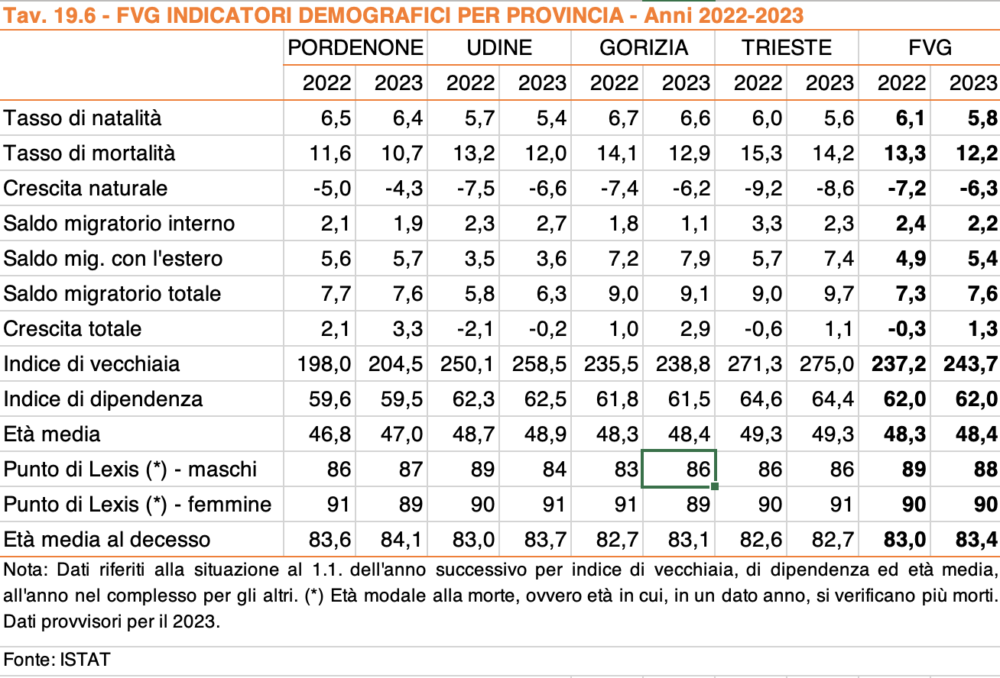 Tav. 19.6 - FVG INDICATORI DEMOGRAFICI PER PROVINCIA - Anni 2022-2023
PORDENONE UDINE GORIZIA TRIESTE FVG
2022 2023 2022 2023 2022 2023 2022 2023 2022 2023
Tasso di natalità 6,5 6,4 5,7 5,4 6,7 6,6 6,0 5,6 6,1 5,8
Tasso di mortalità 11,6 10,7 13,2 12,0 14,1 12,9 15,3 14,2 13,3 12,2
Crescita naturale -5,0 -4,3 -7,5 -6,6 -7,4 -6,2 -9,2 -8,6 -7,2 -6,3
Saldo migratorio interno 2,1 1,9 2,3 2,7 1,8 1,1 3,3 2,3 2,4 2,2
Saldo mig. con l'estero 5,6 5,7 3,5 3,6 7,2 7,9 5,7 7,4 4,9 5,4
Saldo migratorio totale 7,7 7,6 5,8 6,3 9,0 9,1 9,0 9,7 7,3 7,6
Crescita totale 2,1 3,3 -2,1 -0,2 1,0 2,9 -0,6 1,1 -0,3 1,3
Indice di vecchiaia 198,0 204,5 250,1 258,5 235,5 238,8 271,3 275,0 237,2 243,7
Indice di dipendenza 59,6 59,5 62,3 62,5 61,8 61,5 64,6 64,4 62,0 62,0
Età media 46,8 47,0 48,7 48,9 48,3 48,4 49,3 49,3 48,3 48,4
Punto di Lexis (*) - maschi 86 87 89 84 83 86 86 86 89 88
Punto di Lexis (*) - femmine 91 89 90 91 91 89 90 91 90 90
Età media al decesso 83,6 84,1 83,0 83,7 82,7 83,1 82,6 82,7 83,0 83,4
Nota: Dati riferiti alla situazione al 1.1. dell'anno successivo per indice di vecchiaia, di dipendenza ed età media,
all'anno nel complesso per gli altri. (*) Età modale alla morte, ovvero età in cui, in un dato anno, si verificano più morti.
Dati provvisori per il 2023.
Fonte: ISTAT